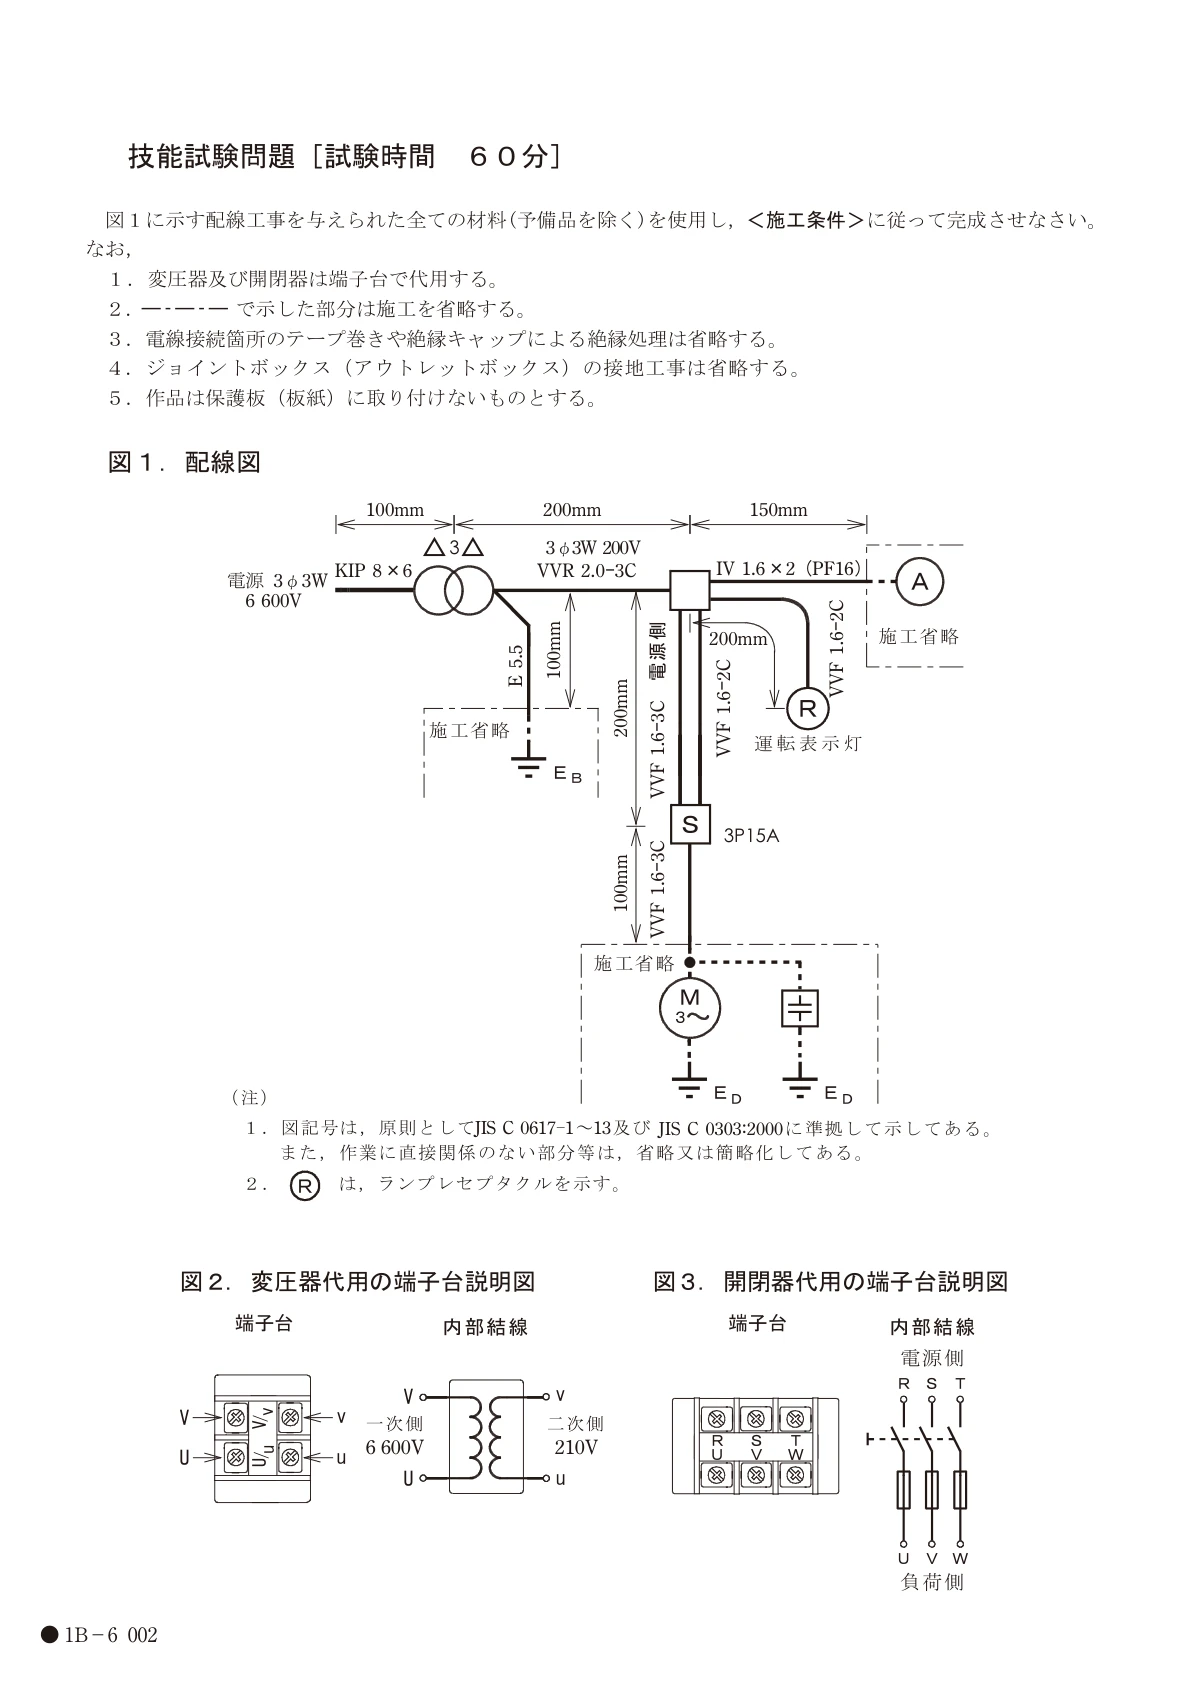 技能試験問題［試験時間　６０分］
図１に示す配線工事を与えられた全ての材料(予備品を除く)を使用し，＜施工条件＞に従って完成させなさい。
なお，
１．変圧器及び開閉器は端子台で代用する。
２．で示した部分は施工を省略する。
３．電線接続箇所のテープ巻きや絶縁キャップによる絶縁処理は省略する。
４．ジョイントボックス（アウトレットボックス）の接地工事は省略する。
５．作品は保護板（板紙）に取り付けないものとする。
図１．配線図
100mm
200mm
150mm
3
3φ3W 200V
VVR 2.0−3C
KIP 8×6
IV 1.6×2 (PF16)
電源 3φ3W
6 600V
A
施工省略
E 5.5
100mm
200mm
電源側
VVF 1.6−3C
200mm
VVF 1.6−2C
VVF 1.6−2C
R
運転表示灯
施工省略
EB
S
3P15A
100mm
VVF 1.6−3C
施工省略
M
3～
ED
ED
（注）
１．図記号は，原則としてJIS C 0617−1～13及び JIS C 0303:2000に準拠して示してある。
また，作業に直接関係のない部分等は，省略又は簡略化してある。
２．Ⓡ は，ランプレセプタクルを示す。
図２．変圧器代用の端子台説明図
端子台
内部結線
V
V/v
v
U
U/u
u
V
v
一次側
6 600V
二次側
210V
U
u
図３．開閉器代用の端子台説明図
端子台
内部結線
電源側
R S T
R S T
U V W
U V W
負荷側
●1B−6 002